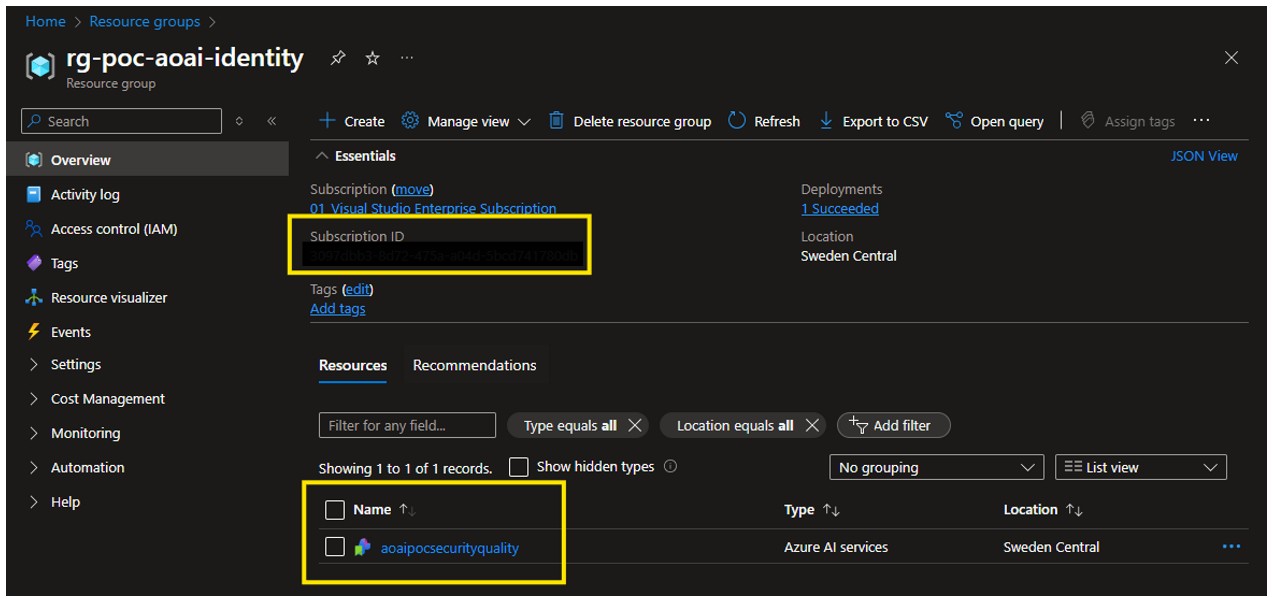 Home > Resource groups >
rg-poc-aoai-identity ...
Resource group
Search
Overview
Activity log
Access control (IAM)
Tags
Resource visualizer
Events
Settings
Cost Management
Monitoring
Automation
Help
Create Manage view Delete resource group Refresh Export to CSV Open query Assign tags ...
Essentials JSON View
Subscription (move)
01 Visual Studio Enterprise Subscription
Subscription ID
Tags (edit)
Add tags
Deployments
1 Succeeded
Location
Sweden Central
Resources Recommendations
Filter for any field... Type equals all Location equals all Add filter
Showing 1 to 1 of 1 records. Show hidden types No grouping List view
Name Type Location
aoaipocsecurityquality Azure AI services Sweden Central ...